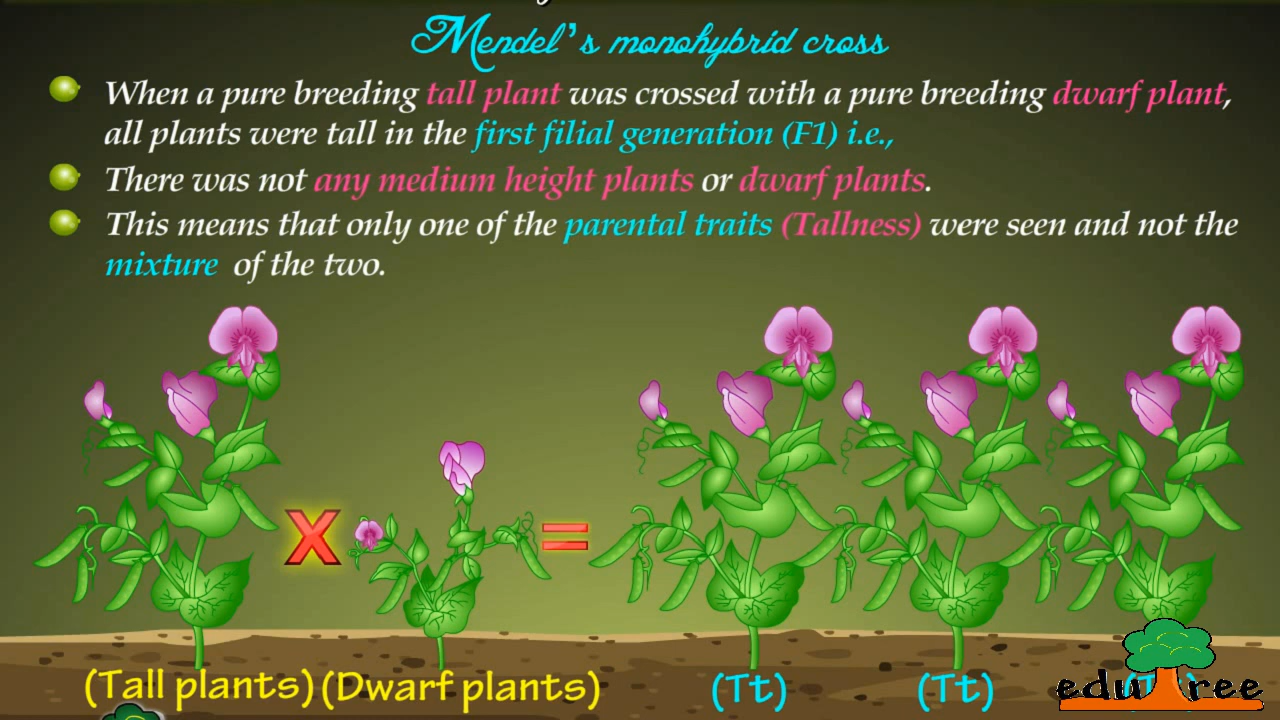 Mendel's monohybrid cross
When a pure breeding tall plant was crossed with a pure breeding dwarf plant,
all plants were tall in the first filial generation (F1) i.e.,
There was not any medium height plants or dwarf plants.
This means that only one of the parental traits (Tallness) were seen and not the
mixture of the two.
X =
(Tall plants) (Dwarf plants) (Tt) (Tt)
edu Tree